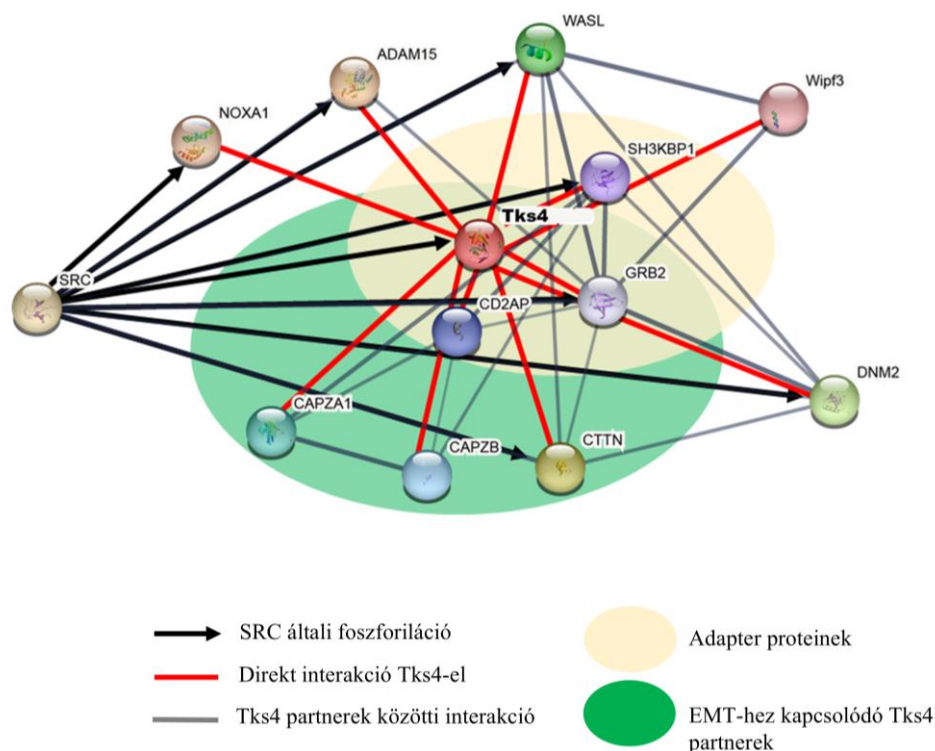 WASL
ADAM15
Wipf3
NOXA1
SH3KBP1
Tks4
SRC
GRB2
CD2AP
DNM2
CAPZA1
CAPZB
CTTN
SRC általi foszforiláció
Direkt interakció Tks4-el
Tks4 partnerek közötti interakció
Adapter proteinek
EMT-hez kapcsolódó Tks4
partnerek